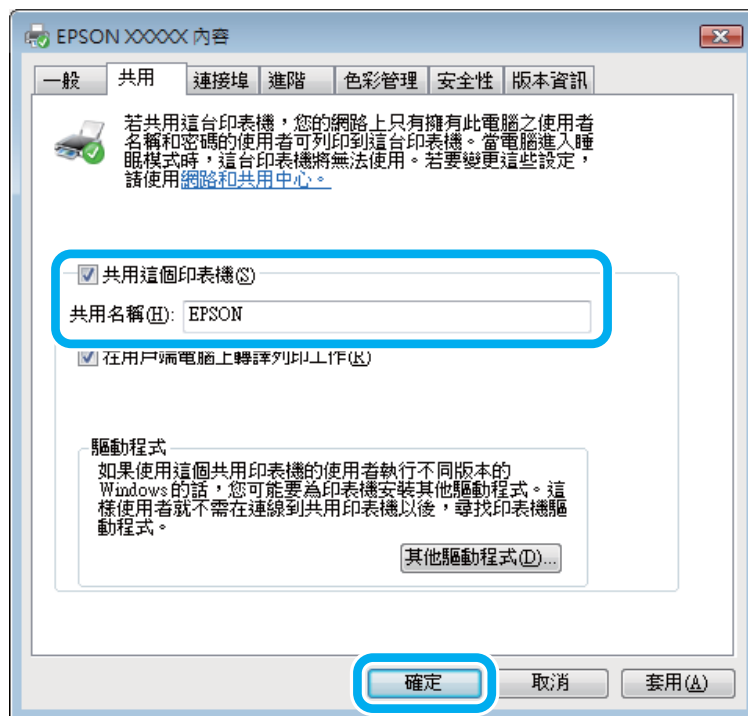 EPSON XXXXX 內容
一般 共用 連接埠 進階 色彩管理 安全性 版本資訊
若共用這台印表機，您的網路上只有擁有此電腦之使用者
名稱和密碼的使用者可列印到這台印表機。當電腦進入睡
眠模式時，這台印表機將無法使用。若要變更這些設定，
請使用網路和共用中心。
共用這個印表機(S)
共用名稱(H): EPSON
在用戶端電腦上轉譯列印工作(R)
驅動程式
如果使用這個共用印表機的使用者執行不同版本的
Windows 的話，您可能要為印表機安裝其他驅動程式。這
樣使用者就不需在連線到共用印表機以後，尋找印表機驅
動程式。
其他驅動程式(D)...
確定 取消 套用(A)